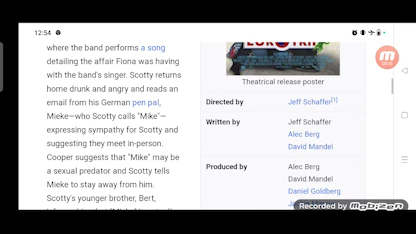 12:54
where the band performs a song
detailing the affair Fiona was having
with the band's singer. Scotty returns
home drunk and angry and reads an
email from his German pen pal,
Mieke—who Scotty calls "Mike"—
expressing sympathy for Scotty and
suggesting they meet in-person.
Cooper suggests that "Mike" may be
a sexual predator and Scotty tells
Mieke to stay away from him.
Scotty's younger brother, Bert,
EUROTRIP
Theatrical release poster
Directed by Jeff Schaffer[1]
Written by Jeff Schaffer
Alec Berg
David Mandel
Produced by Alec Berg
David Mandel
Daniel Goldberg
Recorded by Mobizen